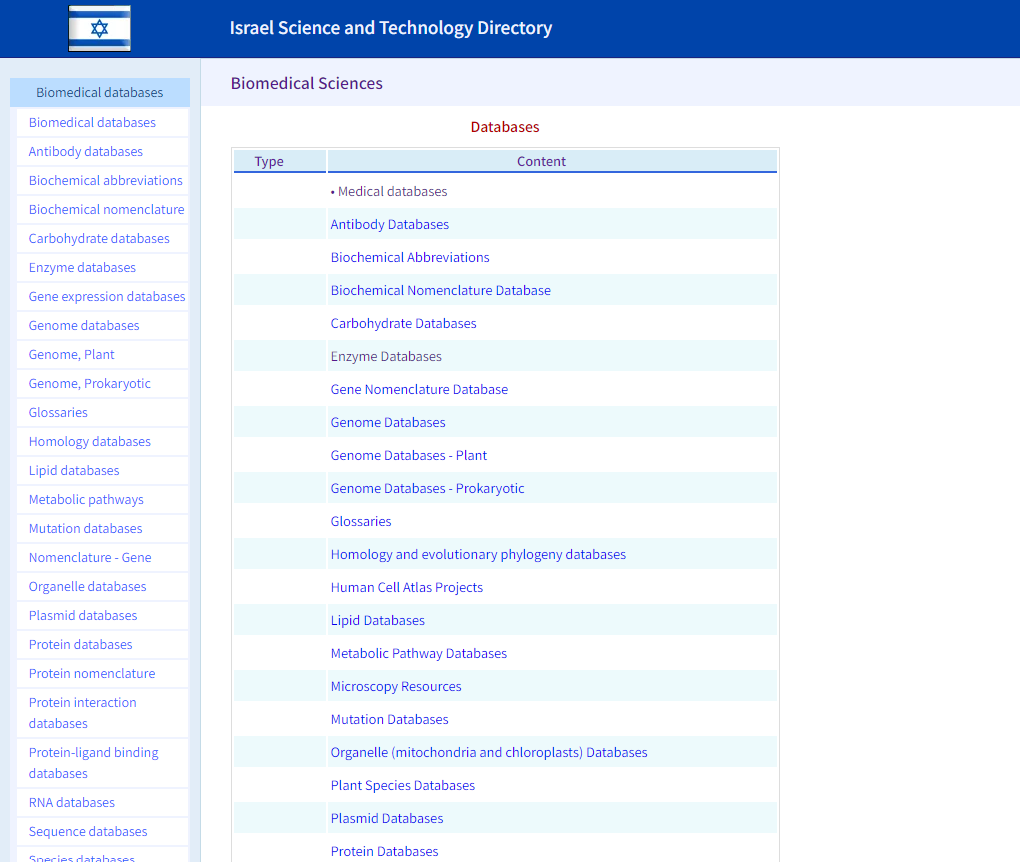 Israel Science and Technology Directory
Biomedical databases
Biomedical databases
Antibody databases
Biochemical abbreviations
Biochemical nomenclature
Carbohydrate databases
Enzyme databases
Gene expression databases
Genome databases
Genome, Plant
Genome, Prokaryotic
Glossaries
Homology databases
Lipid databases
Metabolic pathways
Mutation databases
Nomenclature - Gene
Organelle databases
Plasmid databases
Protein databases
Protein nomenclature
Protein interaction
databases
Protein-ligand binding
databases
RNA databases
Sequence databases
Species databases
Biomedical Sciences
Databases
Type Content
• Medical databases
Antibody Databases
Biochemical Abbreviations
Biochemical Nomenclature Database
Carbohydrate Databases
Enzyme Databases
Gene Nomenclature Database
Genome Databases
Genome Databases - Plant
Genome Databases - Prokaryotic
Glossaries
Homology and evolutionary phylogeny databases
Human Cell Atlas Projects
Lipid Databases
Metabolic Pathway Databases
Microscopy Resources
Mutation Databases
Organelle (mitochondria and chloroplasts) Databases
Plant Species Databases
Plasmid Databases
Protein Databases